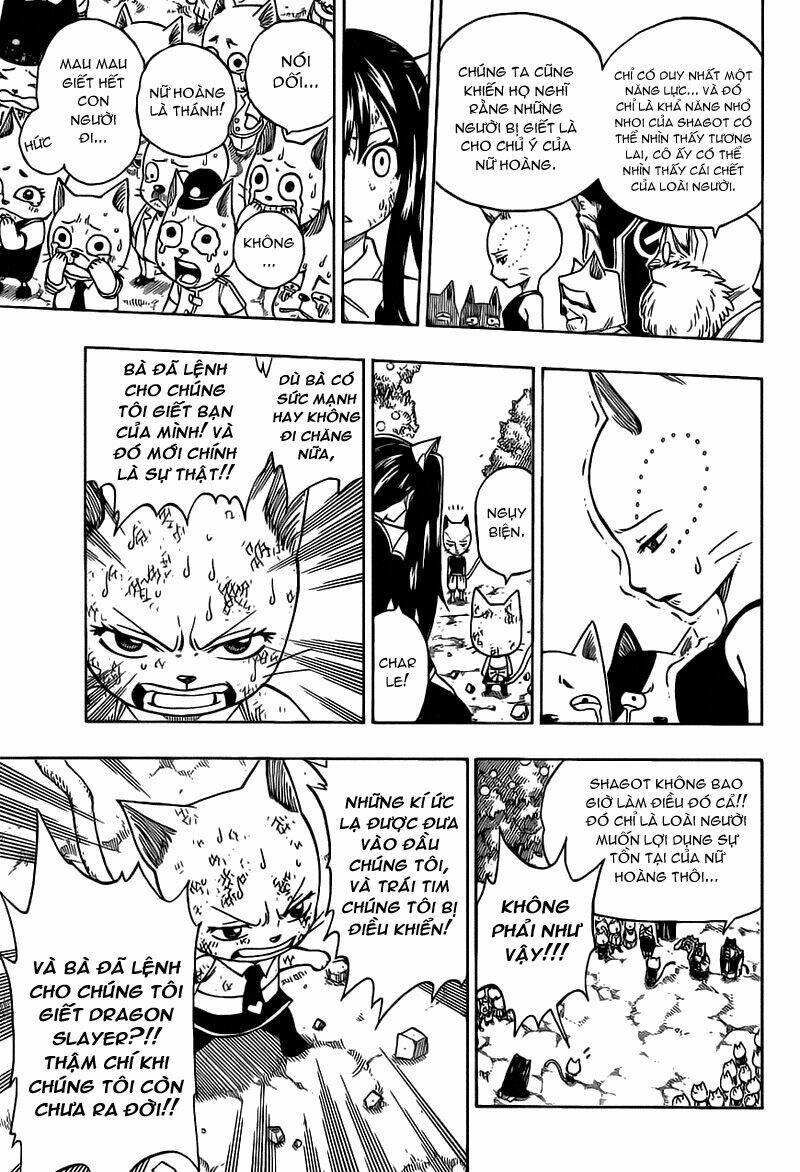 CHỈ CÓ DUY NHẤT MỘT
NĂNG LỰC... VÀ ĐÓ
CHỈ LÀ KHẢ NĂNG NHỎ
NHOI CỦA SHAGOT CÓ
THỂ NHÌN THẤY TƯƠNG
LAI, CÔ ẤY CÓ THỂ
NHÌN THẤY CÁI CHẾT
CỦA LOÀI NGƯỜI.
CHÚNG TA CŨNG
KHIẾN HỌ NGHĨ
RẰNG NHỮNG
NGƯỜI BỊ GIẾT LÀ
CHO CHỦ Ý CỦA
NỮ HOÀNG.
NÓI
DỐI...
NỮ HOÀNG
LÀ THÁNH!
MAU MAU
GIẾT HẾT
CON
NGƯỜI
ĐI...
HỨC
KHÔNG
...
NGỤY
BIỆN.
CHAR
LE!
DÙ BÀ CÓ
SỨC MẠNH
HAY KHÔNG
ĐI CHĂNG
NỮA,
BÀ ĐÃ LỆNH
CHO CHÚNG
TÔI GIẾT BẠN
CỦA MÌNH! VÀ
ĐÓ MỚI CHÍNH
LÀ SỰ THẬT!!
SHAGOT KHÔNG BAO
GIỜ LÀM ĐIỀU ĐÓ CẢ!!
ĐÓ CHỈ LÀ LOÀI NGƯỜI
MUỐN LỢI DỤNG SỰ
TỒN TẠI CỦA NỮ
HOÀNG THÔI...
KHÔNG
PHẢI NHƯ
VẬY!!!
NHỮNG KÍ ỨC
LẠ ĐƯỢC ĐƯA
VÀO ĐẦU
CHÚNG TÔI,
VÀ TRÁI TIM
CHÚNG TÔI BỊ
ĐIỀU KHIỂN!
VÀ BÀ ĐÃ LỆNH
CHO CHÚNG TÔI
GIẾT DRAGON
SLAYER?!!
THẬM CHÍ KHI
CHÚNG TÔI CÒN
CHƯA RA ĐỜI!!